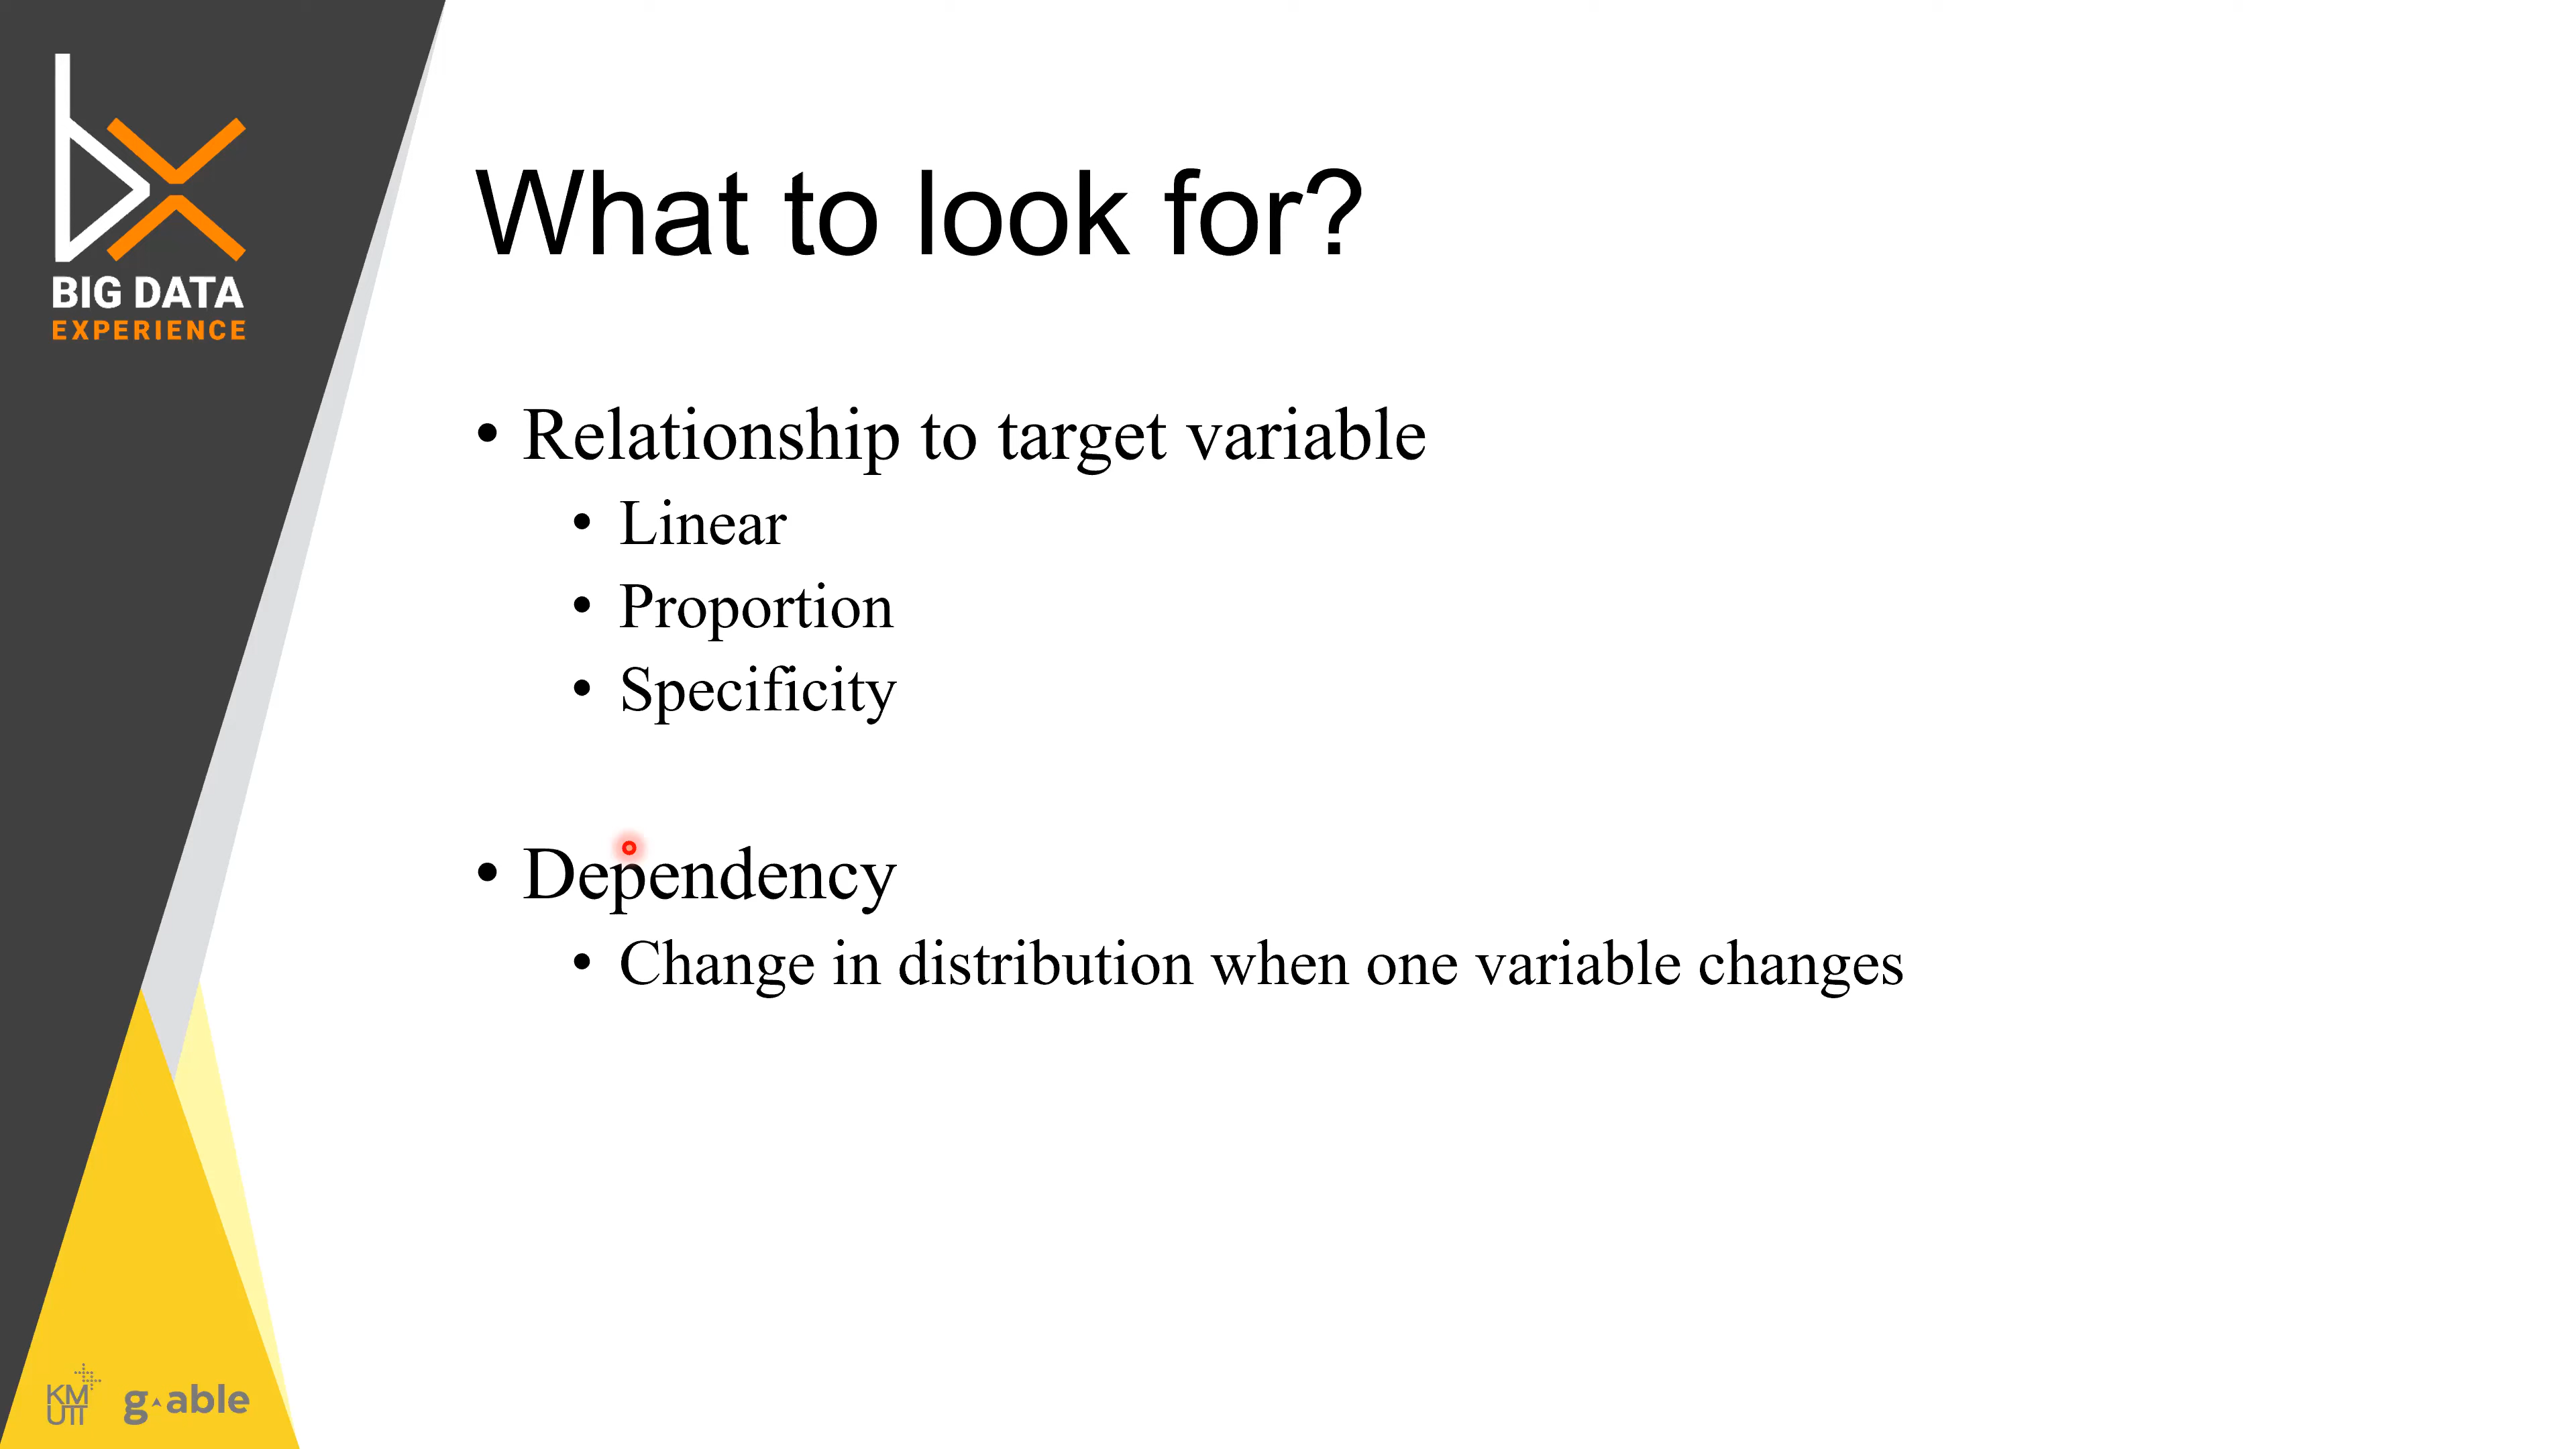 BIG DATA
EXPERIENCE
What to look for?
• Relationship to target variable
• Linear
• Proportion
• Specificity
• Dependency
• Change in distribution when one variable changes
KM
UTT
g able